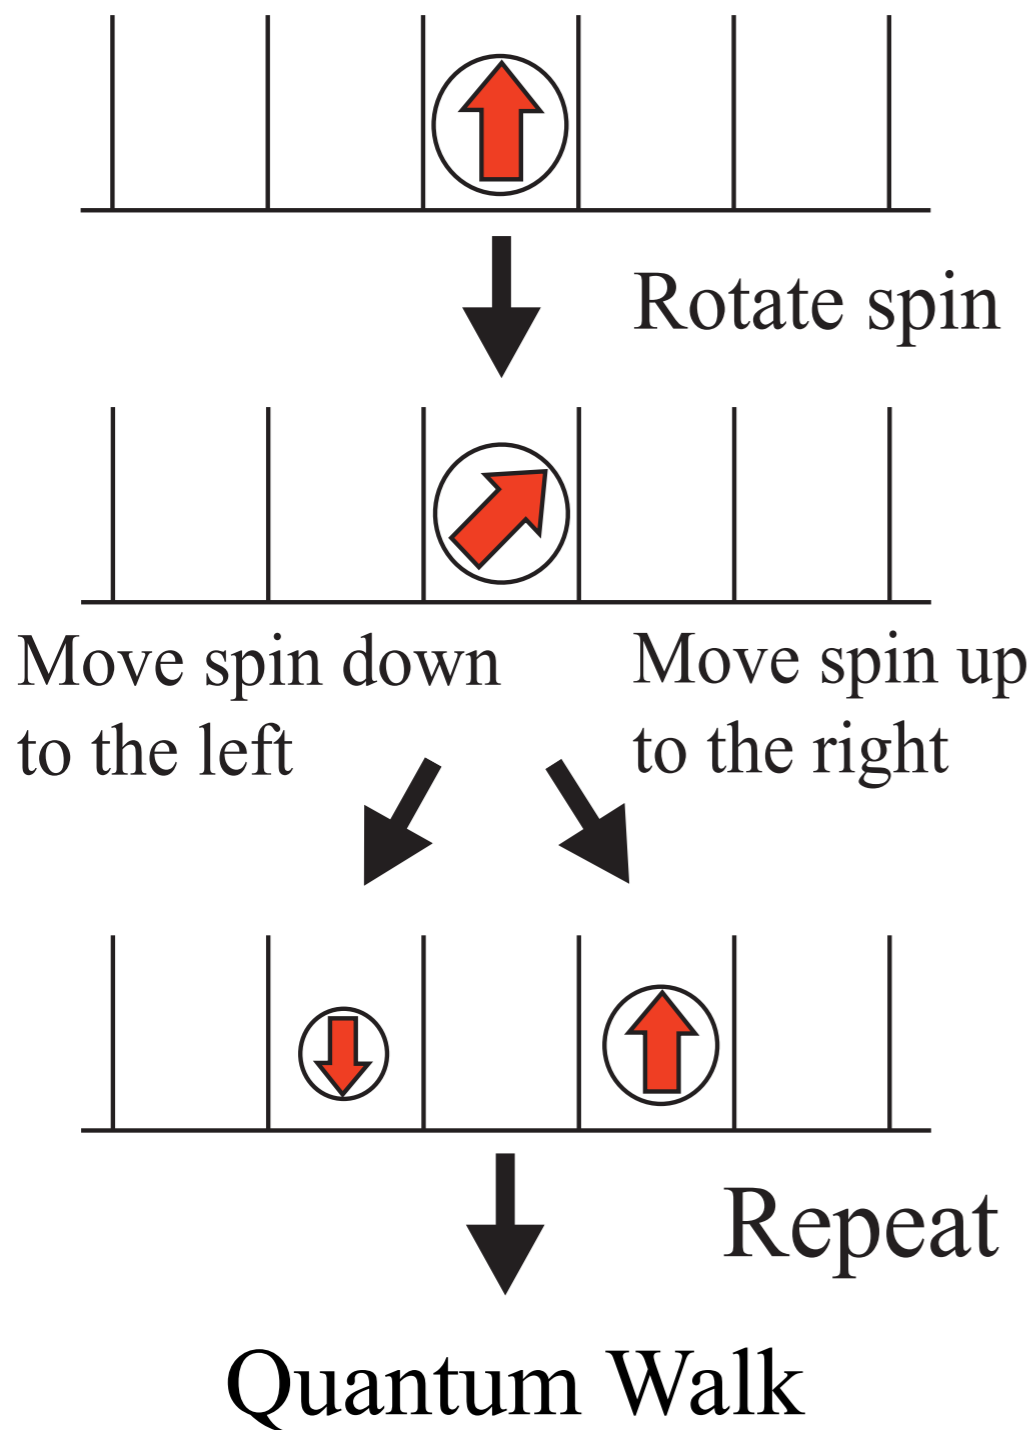 Rotate spin
Move spin down
to the left
Move spin up
to the right
Repeat
Quantum Walk